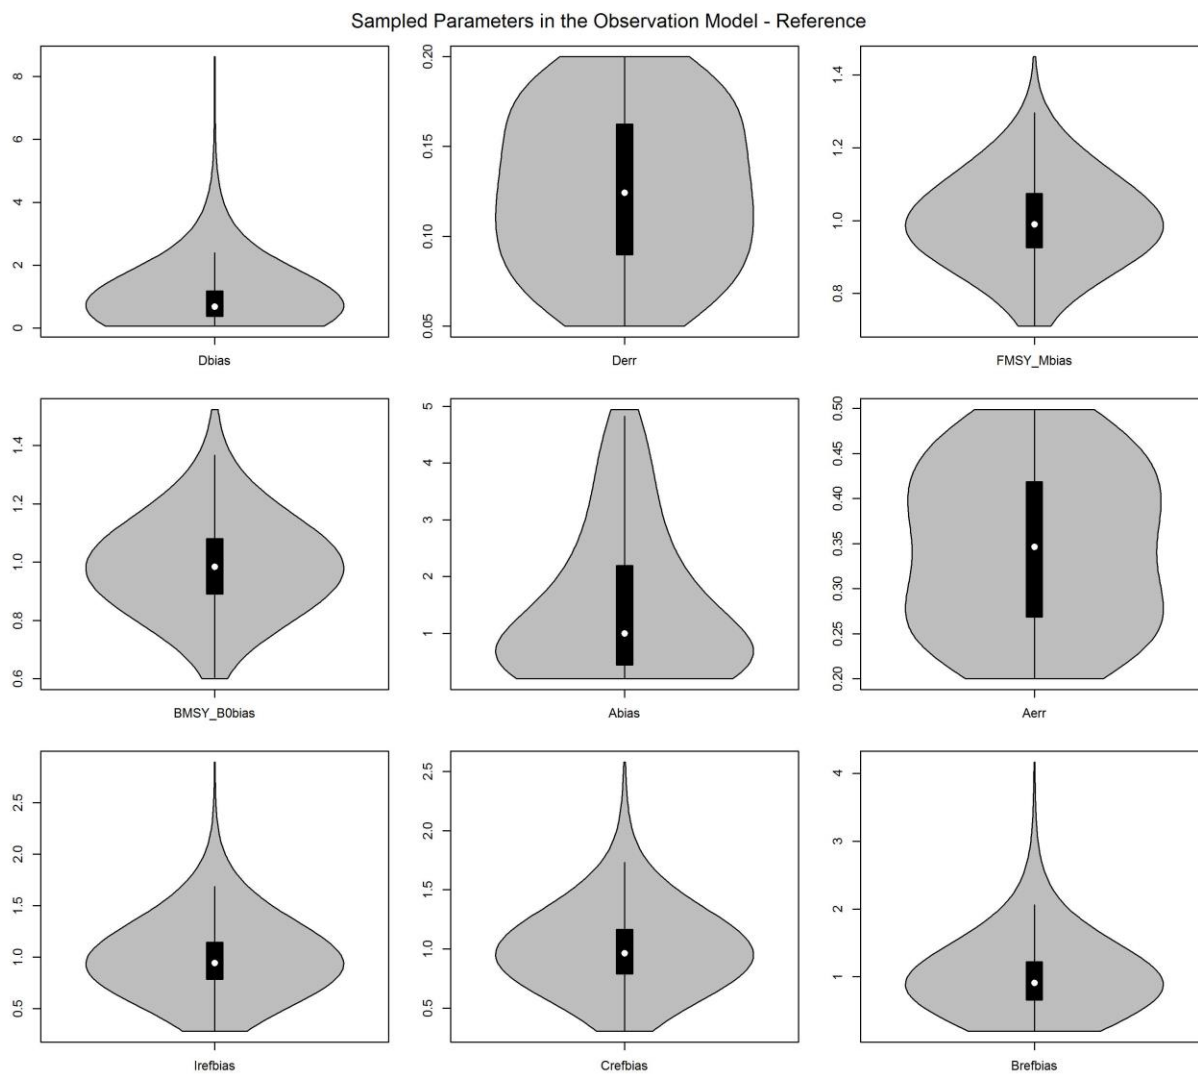 Sampled Parameters in the Observation Model - Reference
0 2 4 6 8
Dbias
0.05 0.10 0.15 0.20
Derr
0.8 1.0 1.2 1.4
FMSY_Mbias
0.6 0.8 1.0 1.2 1.4
BMSY_B0bias
1 2 3 4 5
Abias
0.20 0.25 0.30 0.35 0.40 0.45 0.50
Aerr
0.5 1.0 1.5 2.0 2.5
Irefbias
0.5 1.0 1.5 2.0 2.5
Crefbias
1 2 3 4
Brefbias